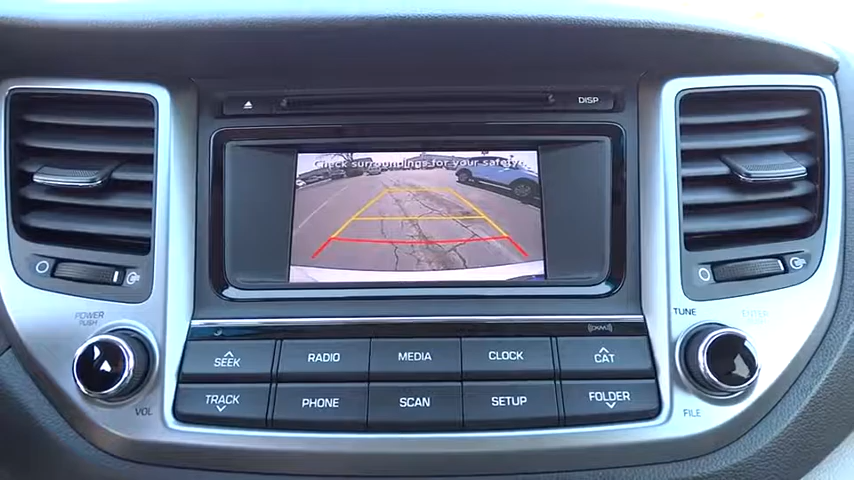 DISP
Check surroundings for your safety
POWER
PUSH
VOL
SEEK
RADIO
MEDIA
CLOCK
CAT
TRACK
PHONE
SCAN
SETUP
FOLDER
TUNE
ENTER
FILE